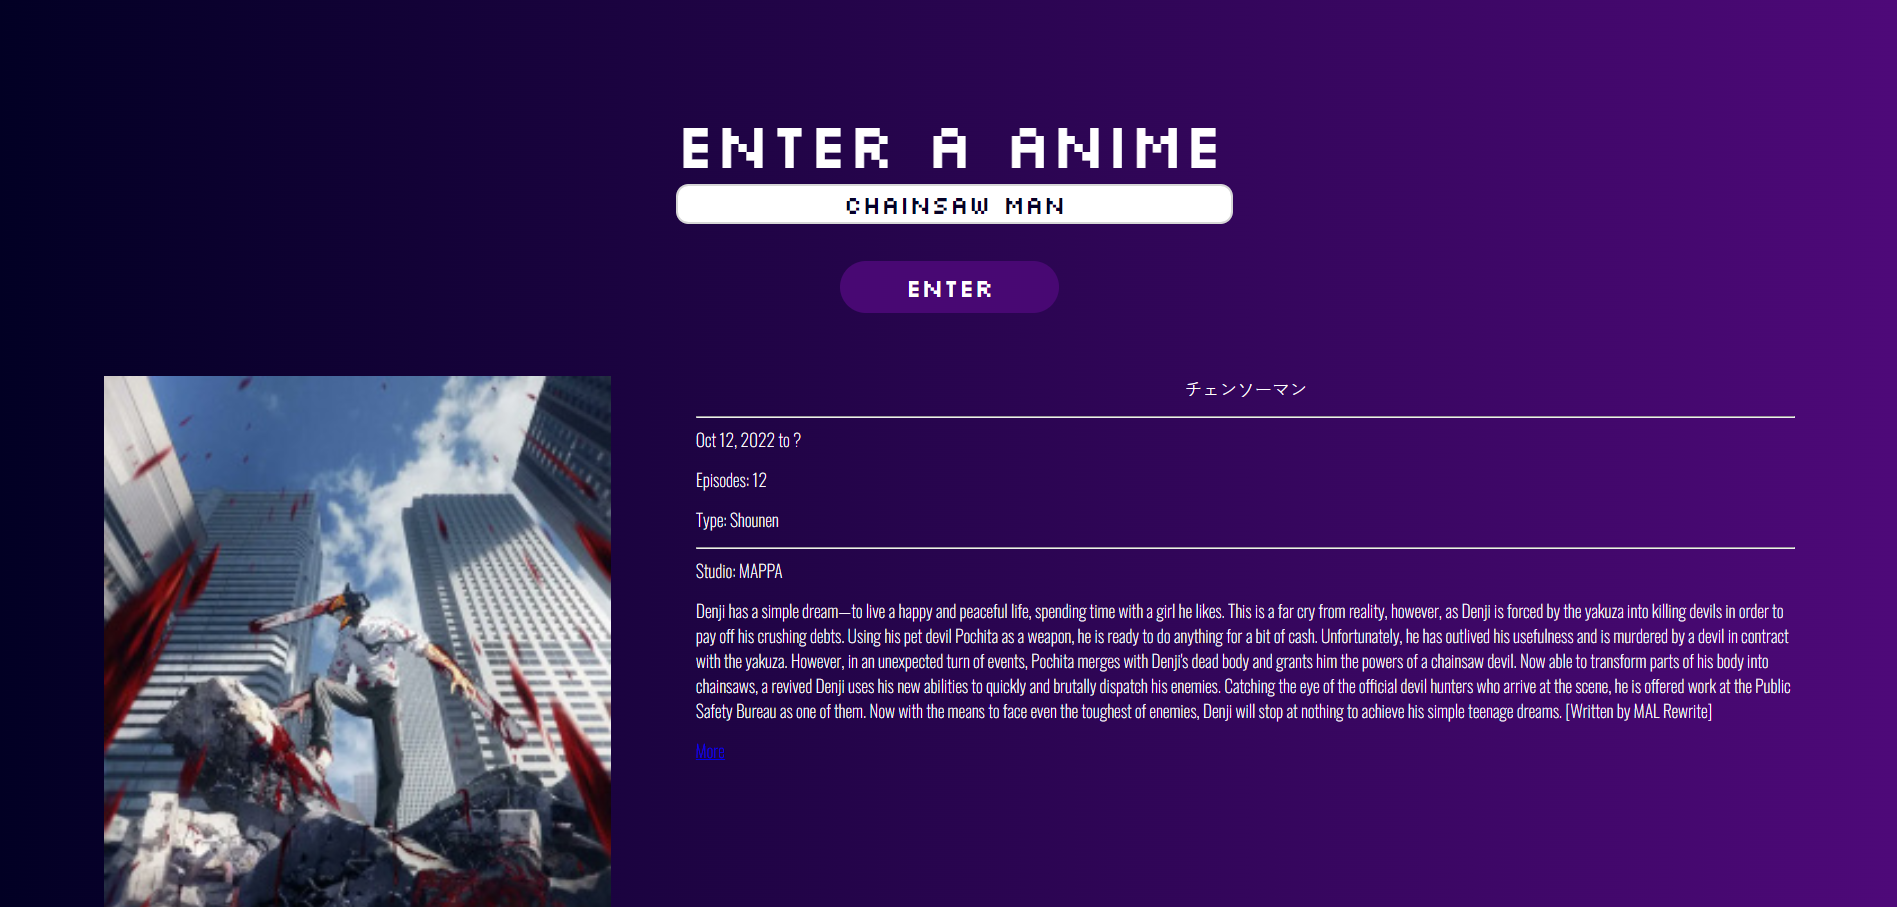 ENTER A ANIME
CHAINSAW MAN
ENTER
チェンソーマン
Oct 12, 2022 to ?
Episodes: 12
Type: Shounen
Studio: MAPPA
Denji has a simple dream—to live a happy and peaceful life, spending time with a girl he likes. This is a far cry from reality, however, as Denji is forced by the yakuza into killing devils in order to
pay off his crushing debts. Using his pet devil Pochita as a weapon, he is ready to do anything for a bit of cash. Unfortunately, he has outlived his usefulness and is murdered by a devil in contract
with the yakuza. However, in an unexpected turn of events, Pochita merges with Denji's dead body and grants him the powers of a chainsaw devil. Now able to transform parts of his body into
chainsaws, a revived Denji uses his new abilities to quickly and brutally dispatch his enemies. Catching the eye of the official devil hunters who arrive at the scene, he is offered work at the Public
Safety Bureau as one of them. Now with the means to face even the toughest of enemies, Denji will stop at nothing to achieve his simple teenage dreams. [Written by MAL Rewrite]
More